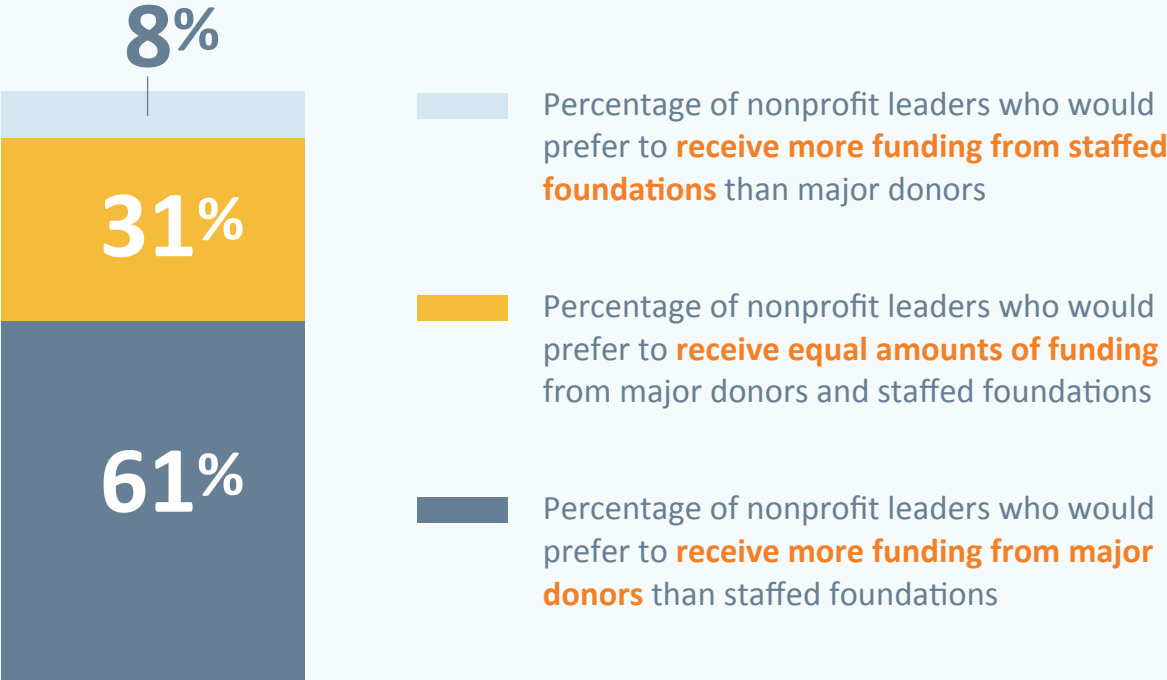 8%
31%
61%
Percentage of nonprofit leaders who would
prefer to receive more funding from staffed
foundations than major donors
Percentage of nonprofit leaders who would
prefer to receive equal amounts of funding
from major donors and staffed foundations
Percentage of nonprofit leaders who would
prefer to receive more funding from major
donors than staffed foundations